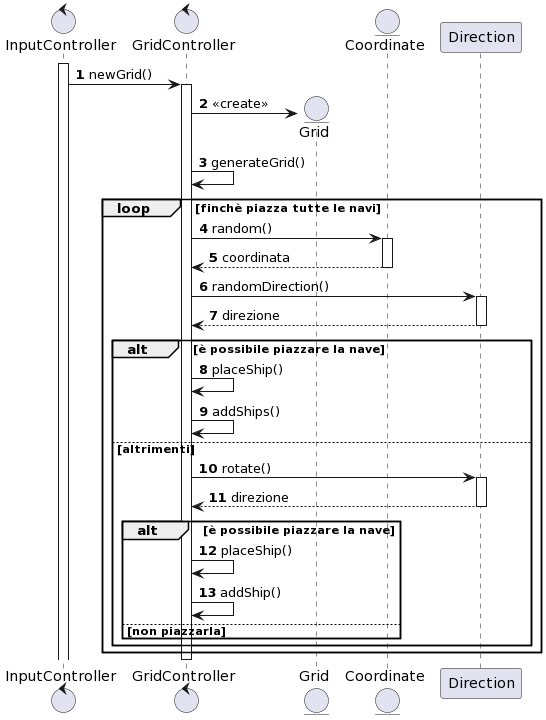 InputController GridController Coordinate Direction
1 newGrid()
2 «create»
Grid
3 generateGrid()
loop [finchè piazza tutte le navi]
4 random()
5 coordinata
6 randomDirection()
7 direzione
alt [è possibile piazzare la nave]
8 placeShip()
9 addShips()
[altrimenti]
10 rotate()
11 direzione
alt [è possibile piazzare la nave]
12 placeShip()
13 addShip()
[non piazzarla]
InputController GridController Grid Coordinate Direction